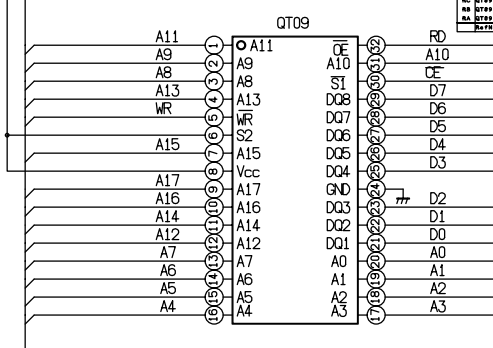 QT09
A11 1 A11 OE 32 RD
A9 2 A9 A10 31 A10
A8 3 A8 S1 30 CE
A13 4 A13 DQ8 29 D7
WR 5 WR DQ7 28 D6
6 S2 DQ6 27 D5
A15 7 A15 DQ5 26 D4
8 Vcc DQ4 25 D3
A17 9 A17 GND 24
A16 10 A16 DQ3 23 D2
A14 11 A14 DQ2 22 D1
A12 12 A12 DQ1 21 D0
A7 13 A7 A0 20 A0
A6 14 A6 A1 19 A1
A5 15 A5 A2 18 A2
A4 16 A4 A3 17 A3